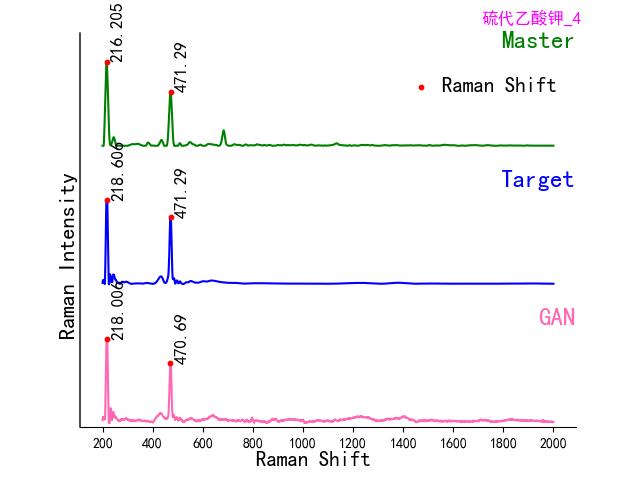 硫代乙酸钾_4
Master
216.205
471.29
Raman Shift
218.606
471.29
Target
218.006
470.69
GAN
Raman Intensity
200 400 600 800 1000 1200 1400 1600 1800 2000
Raman Shift